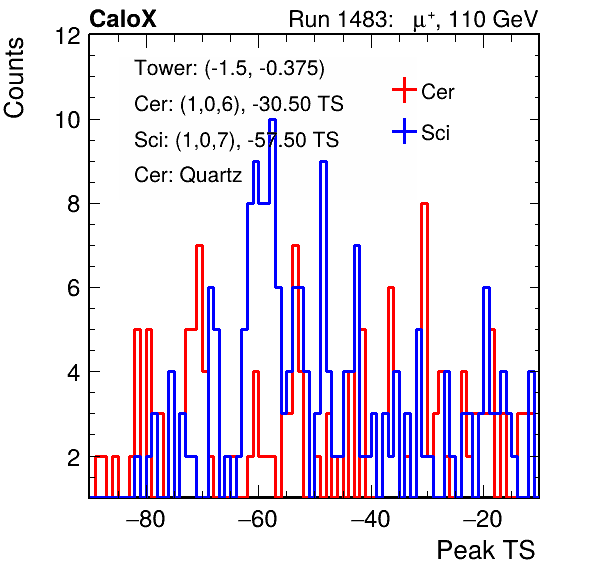 CaloX Run 1483: μ⁺, 110 GeV
Counts
12
10
8
6
4
2
Tower: (-1.5, -0.375)
Cer: (1,0,6), -30.50 TS
Sci: (1,0,7), -57.50 TS
Cer: Quartz
Cer
Sci
−80 −60 −40 −20
Peak TS